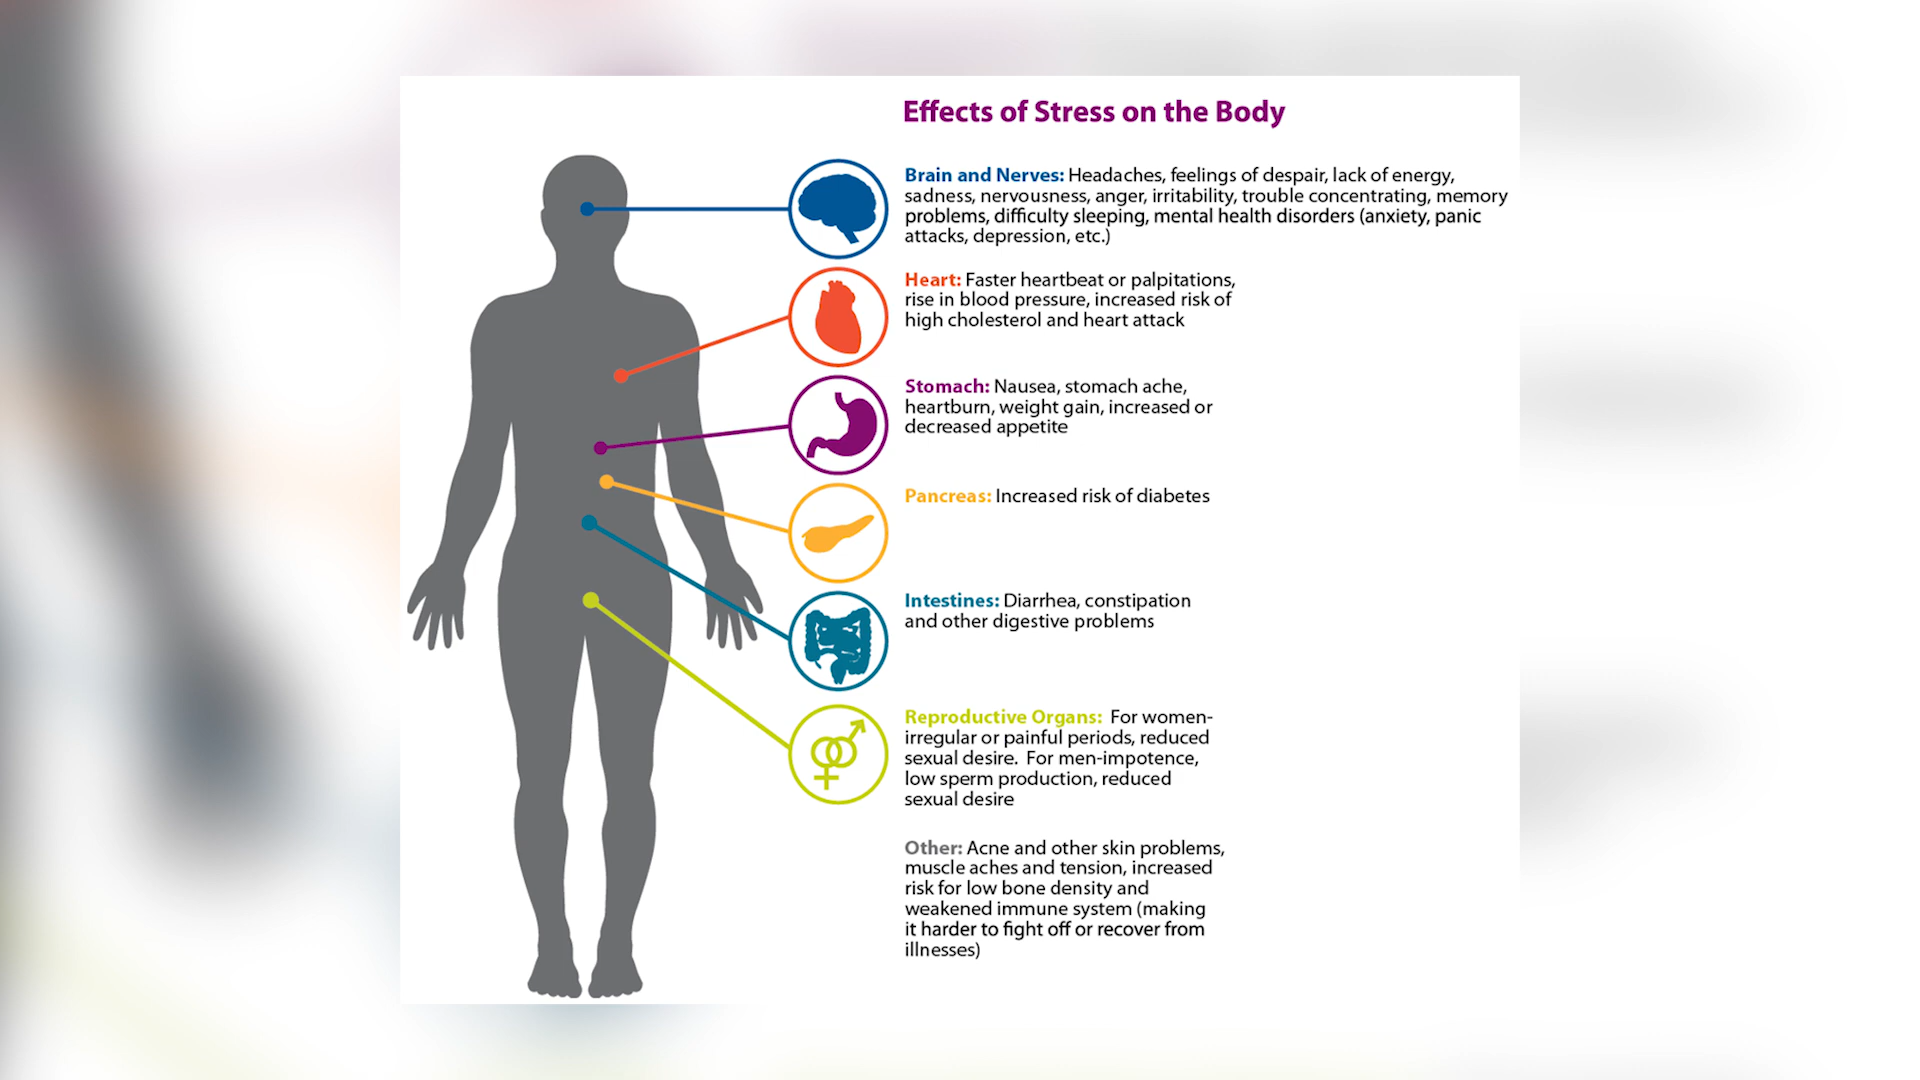 Effects of Stress on the Body
Brain and Nerves: Headaches, feelings of despair, lack of energy,
sadness, nervousness, anger, irritability, trouble concentrating, memory
problems, difficulty sleeping, mental health disorders (anxiety, panic
attacks, depression, etc.)
Heart: Faster heartbeat or palpitations,
rise in blood pressure, increased risk of
high cholesterol and heart attack
Stomach: Nausea, stomach ache,
heartburn, weight gain, increased or
decreased appetite
Pancreas: Increased risk of diabetes
Intestines: Diarrhea, constipation
and other digestive problems
Reproductive Organs: For women-
irregular or painful periods, reduced
sexual desire. For men-impotence,
low sperm production, reduced
sexual desire
Other: Acne and other skin problems,
muscle aches and tension, increased
risk for low bone density and
weakened immune system (making
it harder to fight off or recover from
illnesses)